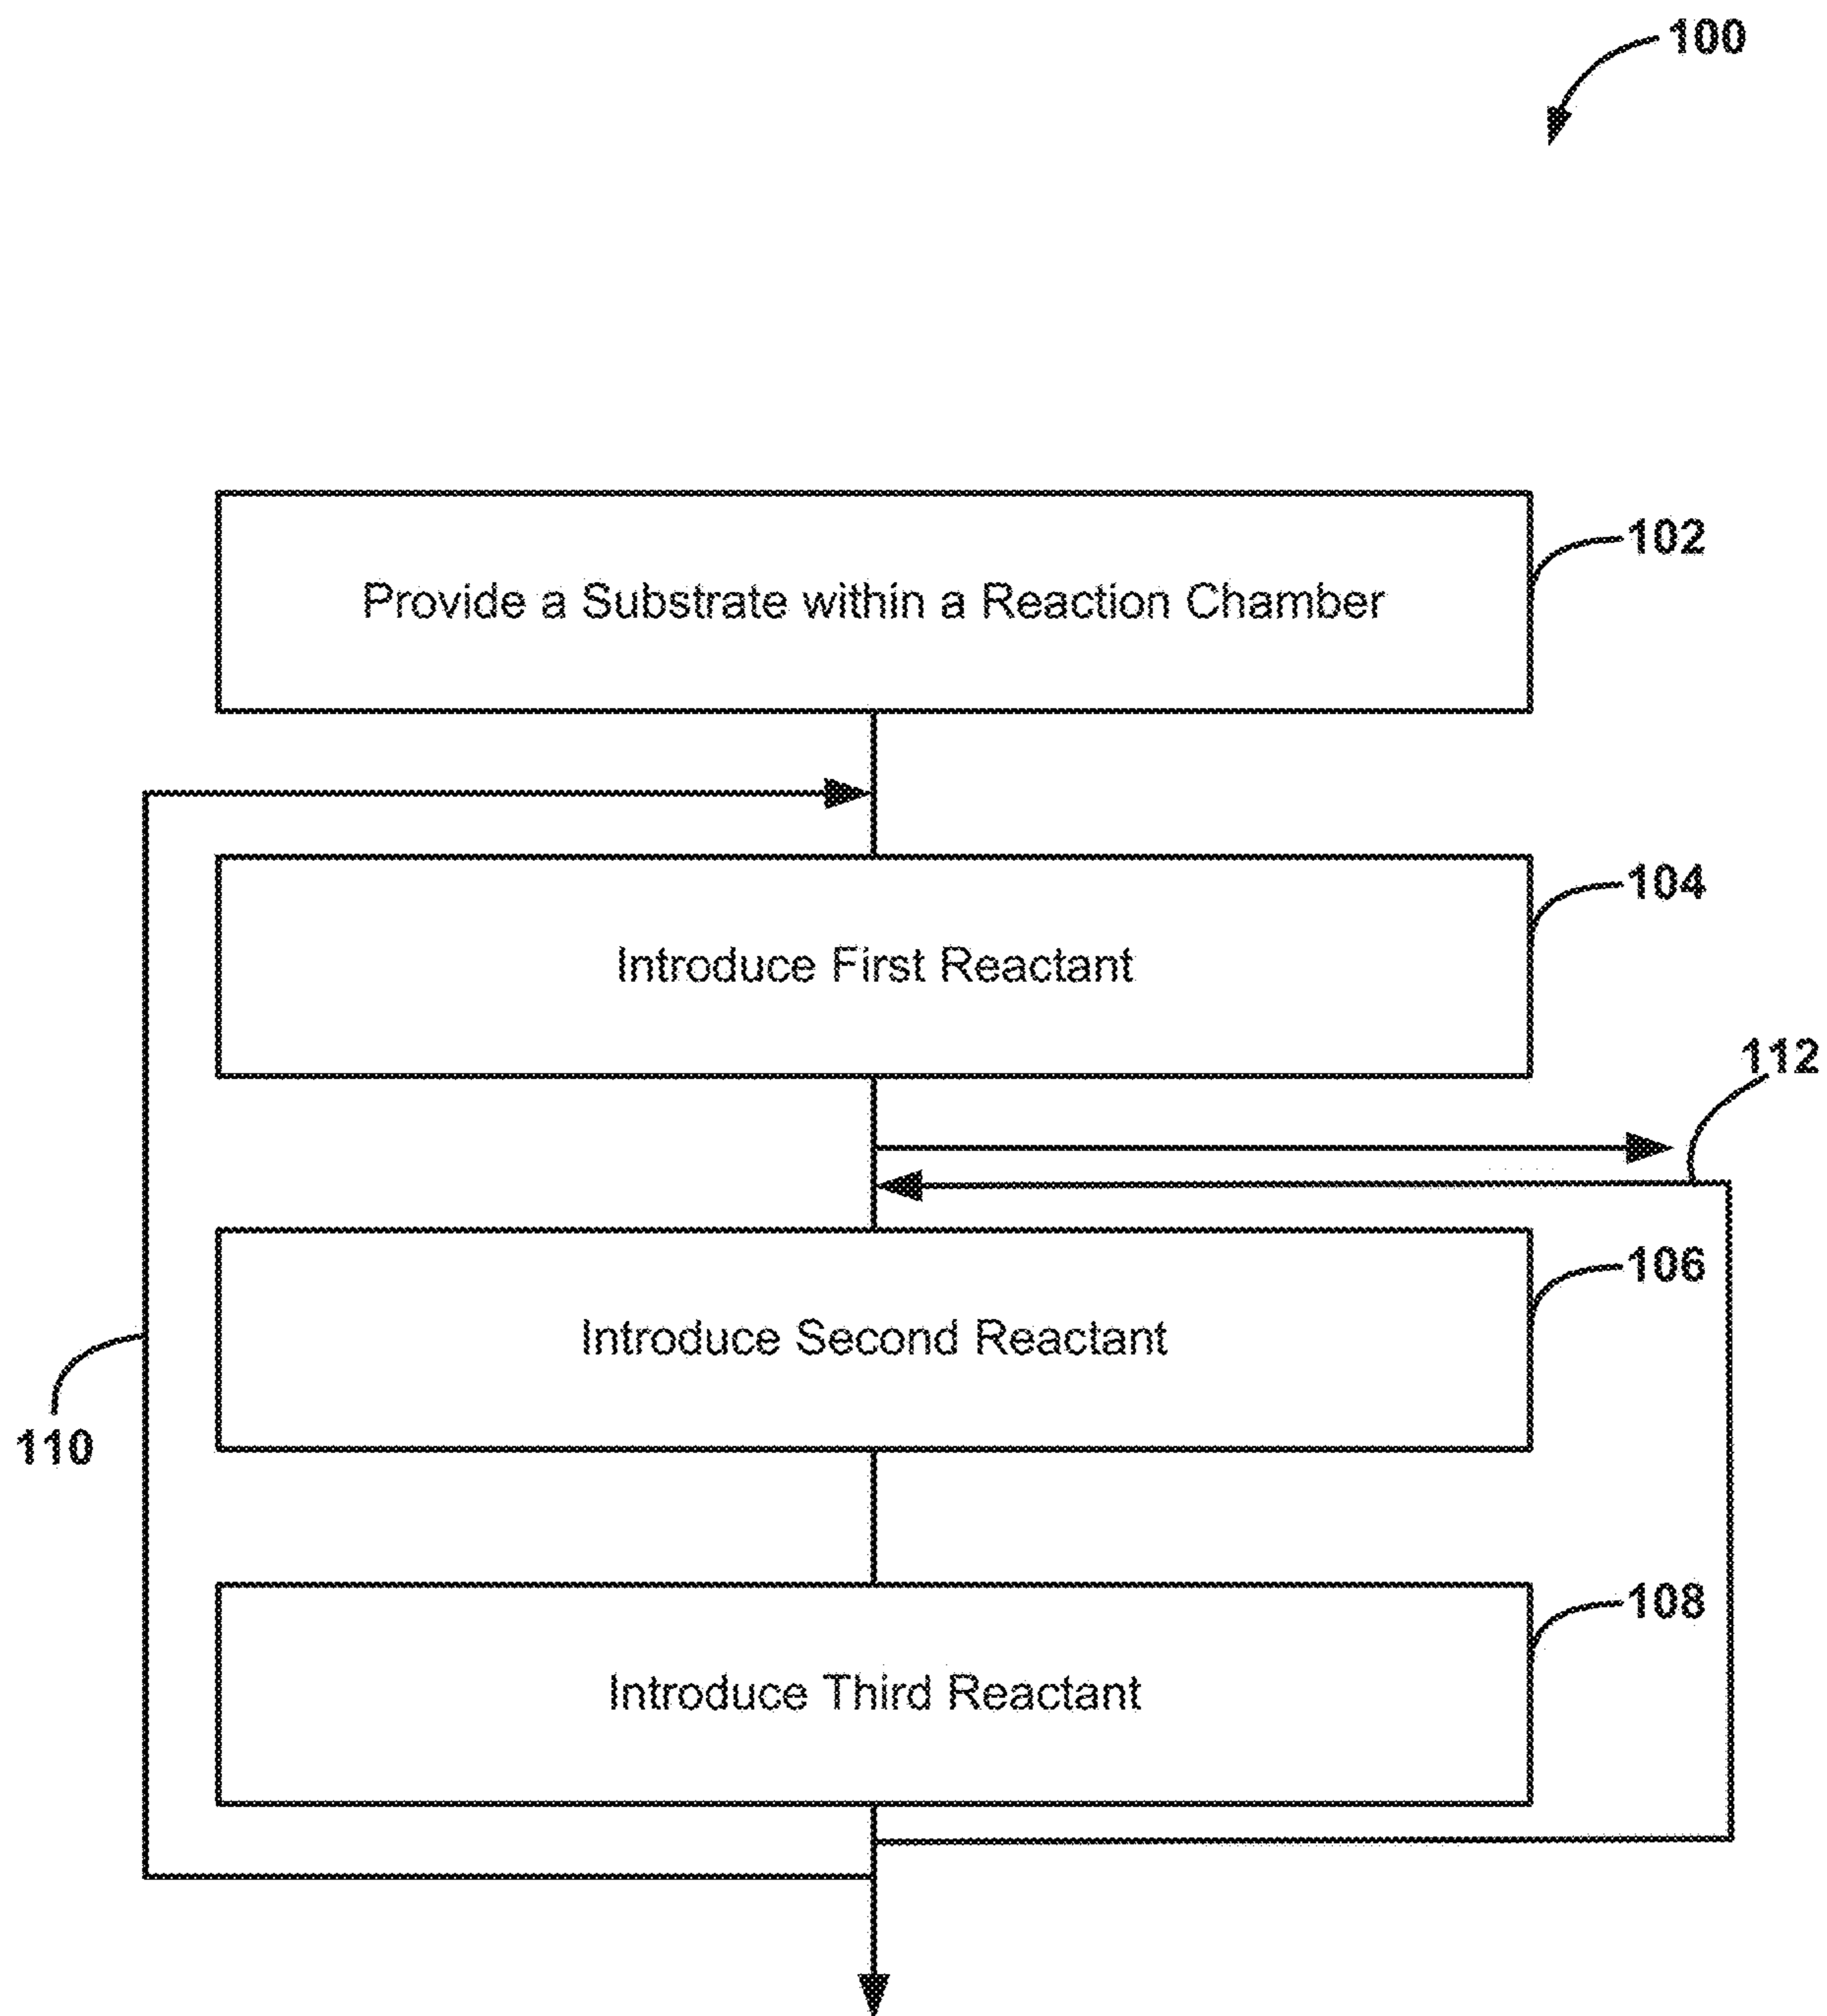 100
Provide a Substrate within a Reaction Chamber
102
Introduce First Reactant
104
112
Introduce Second Reactant
106
110
Introduce Third Reactant
108